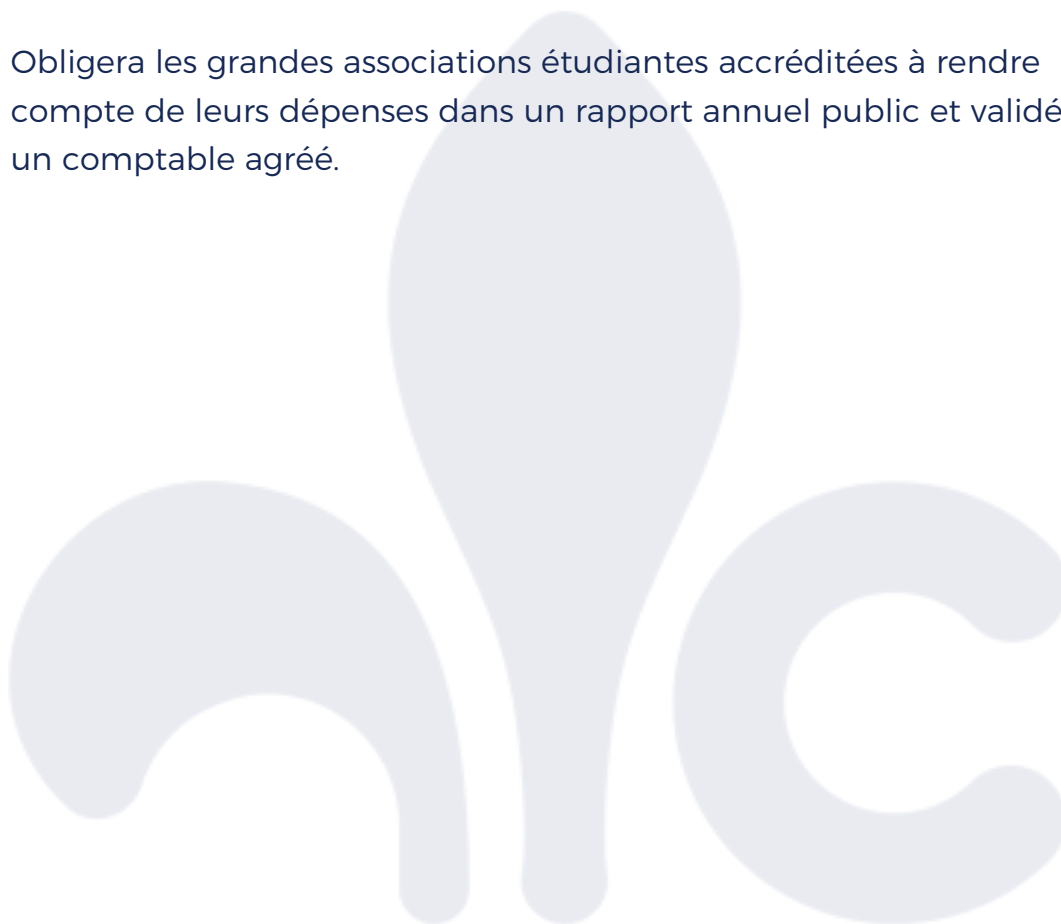 Obligera les grandes associations étudiantes accréditées à rendre
compte de leurs dépenses dans un rapport annuel public et validé
un comptable agréé.